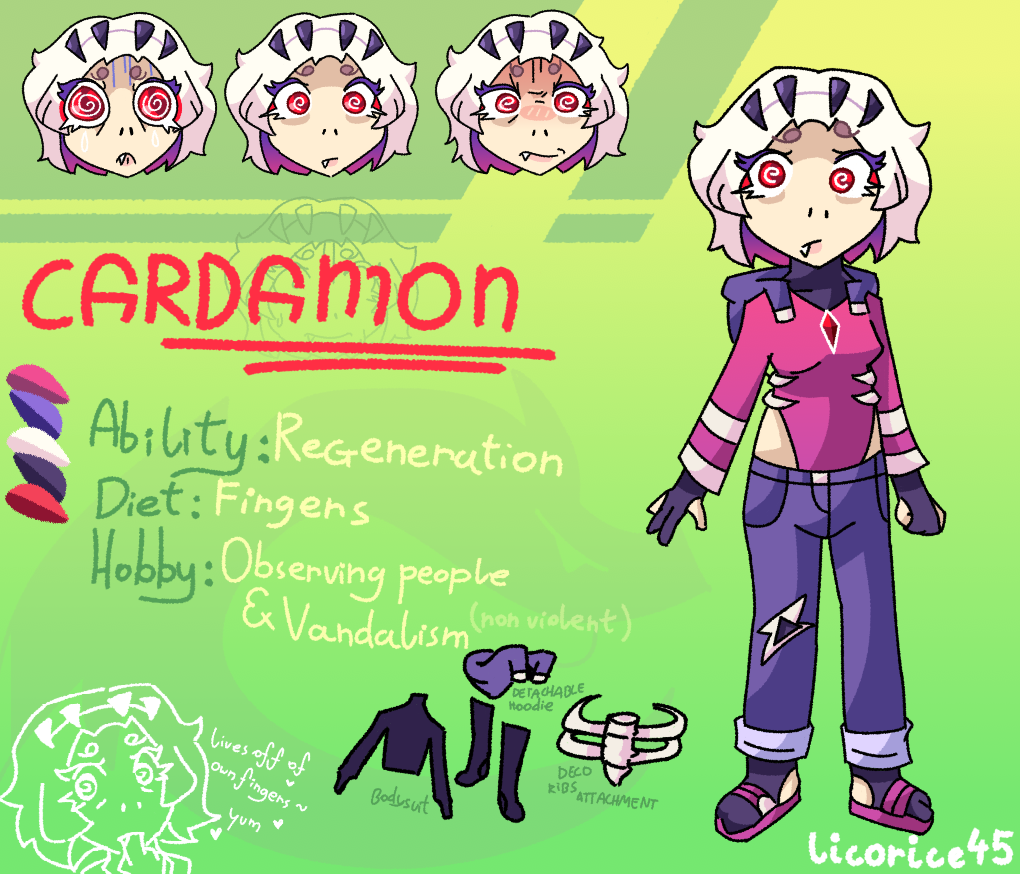 CARDAMON
Ability: Regeneration
Diet: Fingers
Hobby: Observing people
& Vandalism (non violent)
DETACHABLE
Hoodie
Lives off of
own fingers ~
yum
Bodysuit
DECO
RIBS
ATTACHMENT
licorice45